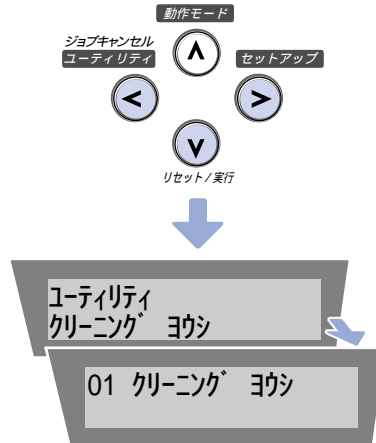 動作モード
ジョブキャンセル
ユーティリティ
セットアップ
∧
<
>
∨
リセット / 実行
ユーティリティ
クリーニング゛ ヨウシ
01 クリーニング゛ ヨウシ